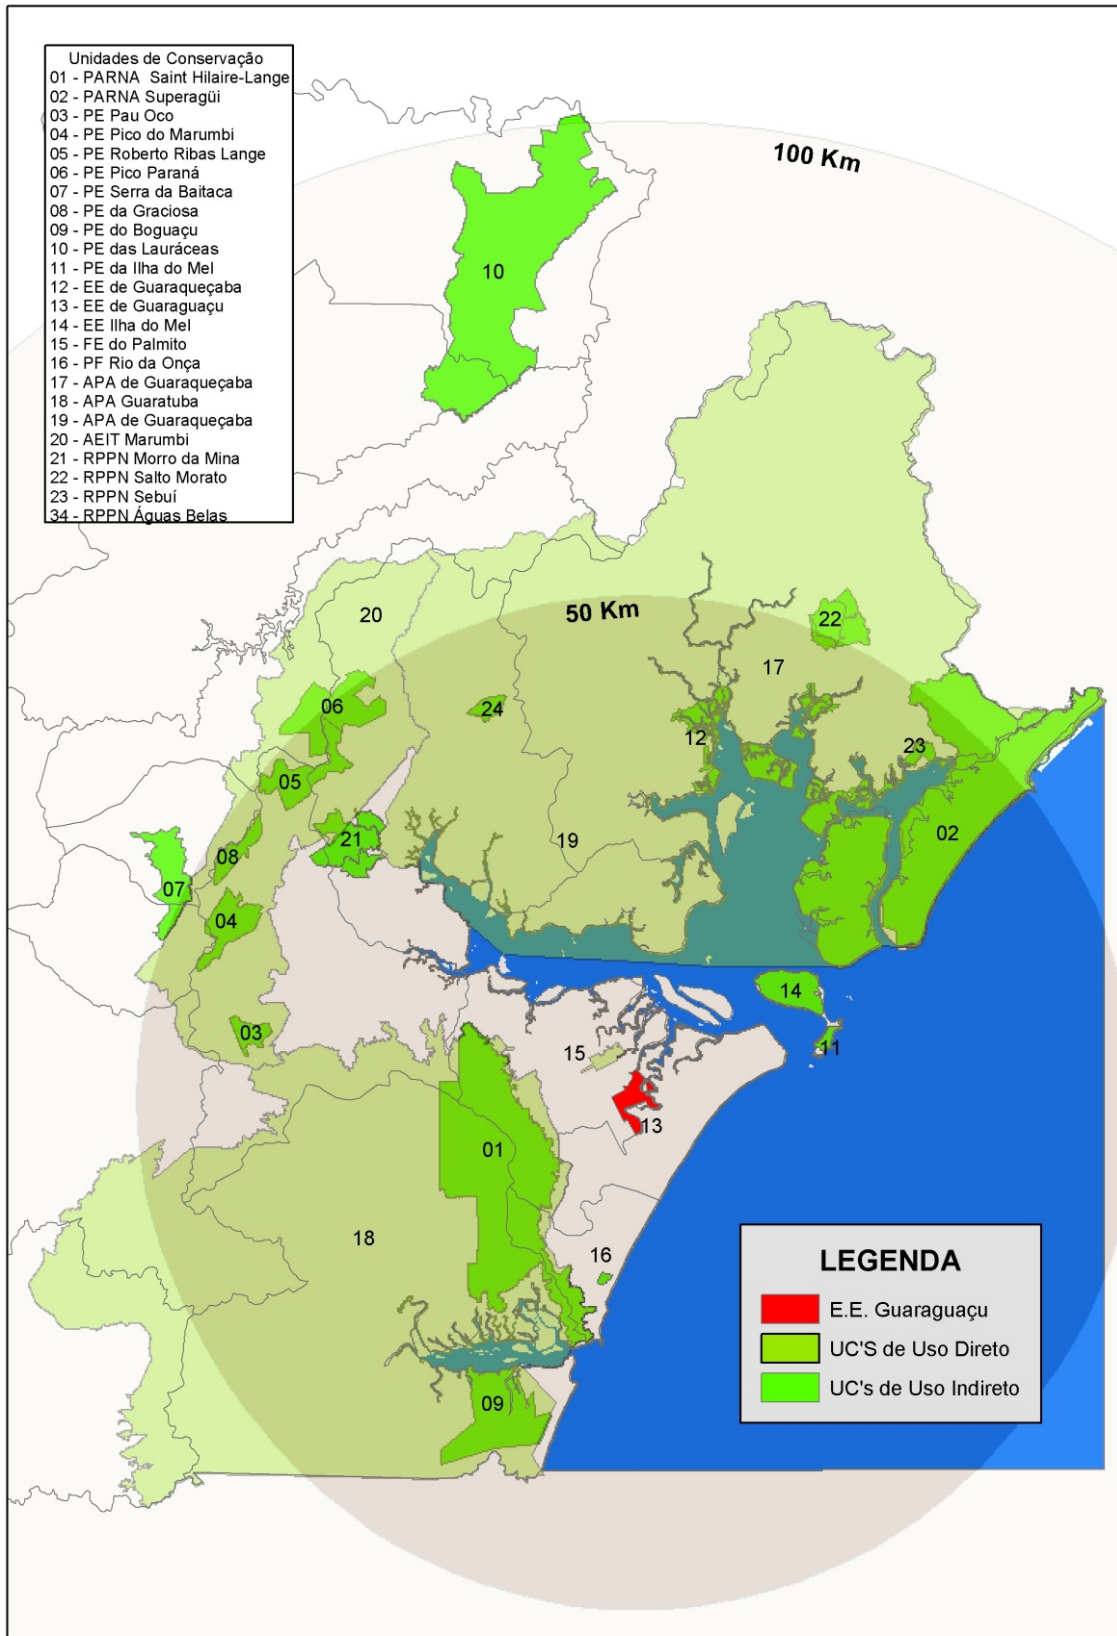 Unidades de Conservação
01 - PARNA Saint Hilaire-Lange
02 - PARNA Superagüi
03 - PE Pau Oco
04 - PE Pico do Marumbi
05 - PE Roberto Ribas Lange
06 - PE Pico Paraná
07 - PE Serra da Baitaca
08 - PE da Graciosa
09 - PE do Boguaçu
10 - PE das Lauráceas
11 - PE da Ilha do Mel
12 - EE de Guaraqueçaba
13 - EE de Guaraguaçu
14 - EE Ilha do Mel
15 - FE do Palmito
16 - PF Rio da Onça
17 - APA de Guaraqueçaba
18 - APA Guaratuba
19 - APA de Guaraqueçaba
20 - AEIT Marumbi
21 - RPPN Morro da Mina
22 - RPPN Salto Morato
23 - RPPN Sebuí
34 - RPPN Águas Belas
100 Km
10
50 Km
20
22
17
06
24
12
23
05
02
21
19
08
07
04
14
03
15
11
13
01
18
16
09
LEGENDA
E.E. Guaraguaçu
UC'S de Uso Direto
UC's de Uso Indireto